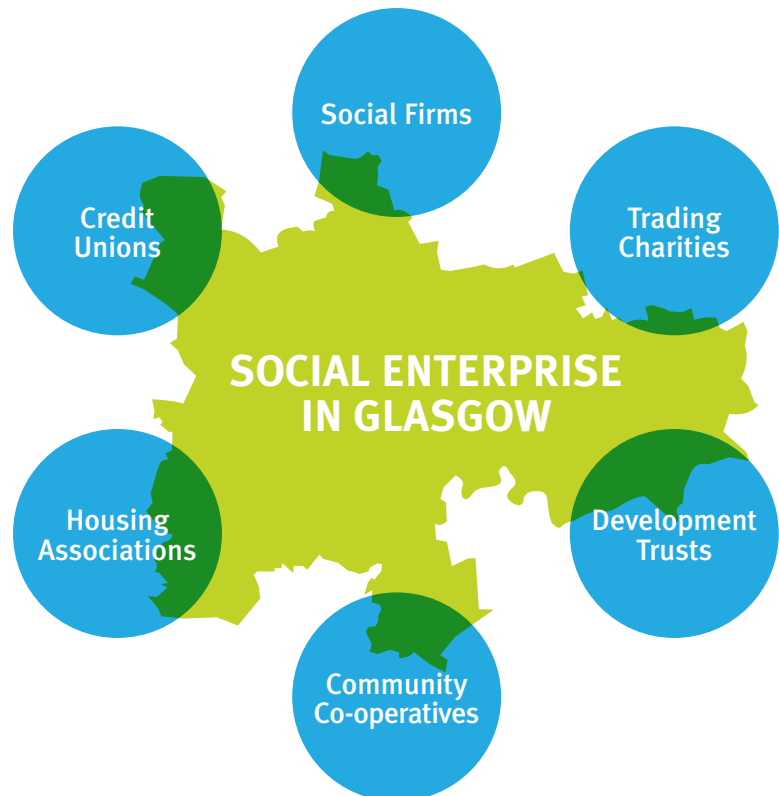 Social Firms
Credit
Unions
Trading
Charities
SOCIAL ENTERPRISE
IN GLASGOW
Housing
Associations
Development
Trusts
Community
Co-operatives